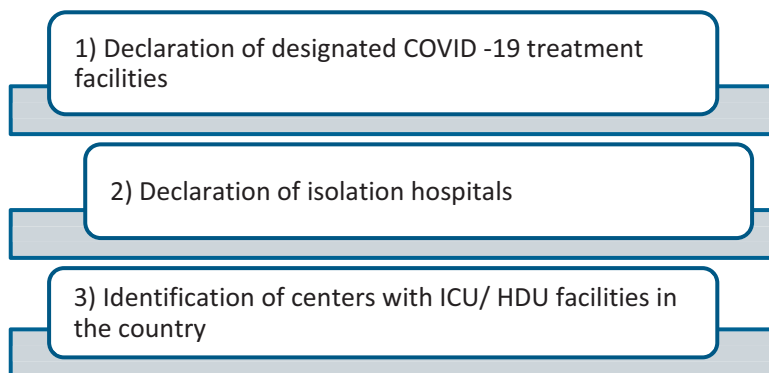 1) Declaration of designated COVID -19 treatment
facilities
2) Declaration of isolation hospitals
3) Identification of centers with ICU/ HDU facilities in
the country